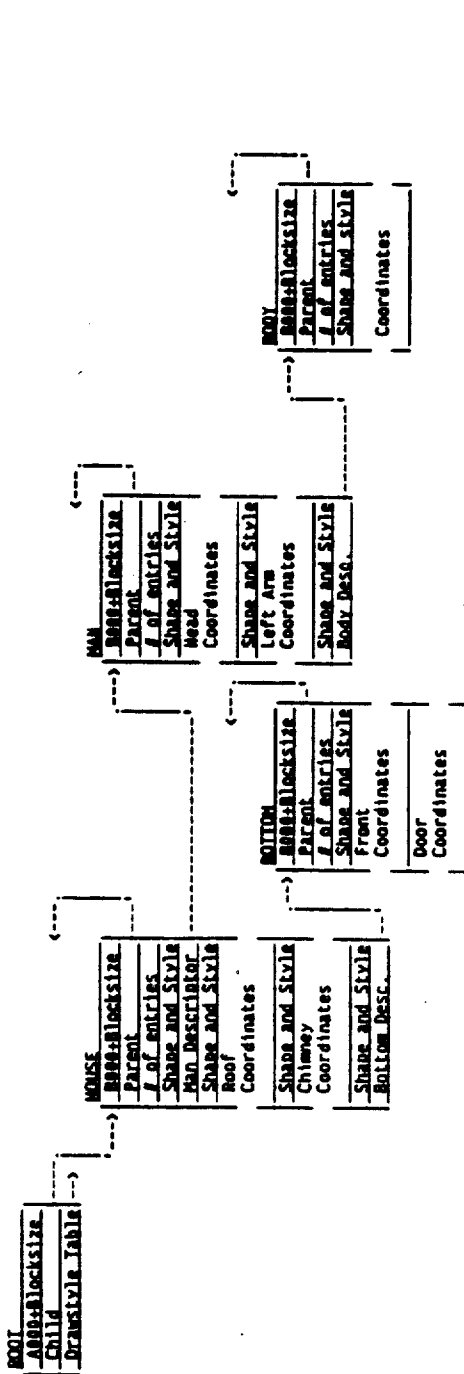 ROOT
A000+Blocksize
Child
Drawstyle Table
HOUSE
B000+Blocksize
Parent
# of entries
Shape and Style
Man Descriptor
Shape and Style
Roof
Coordinates
Shape and Style
Chimney
Coordinates
Shape and Style
Bottom Desc.
MAN
B000+Blocksize
Parent
# of entries
Shape and Style
Head
Coordinates
Shape and Style
Left Arm
Coordinates
Shape and Style
Body Desc.
BOTTOM
B000+Blocksize
Parent
# of entries
Shape and Style
Front
Coordinates
Door
Coordinates
BODY
B000+Blocksize
Parent
# of entries
Shape and style
Coordinates